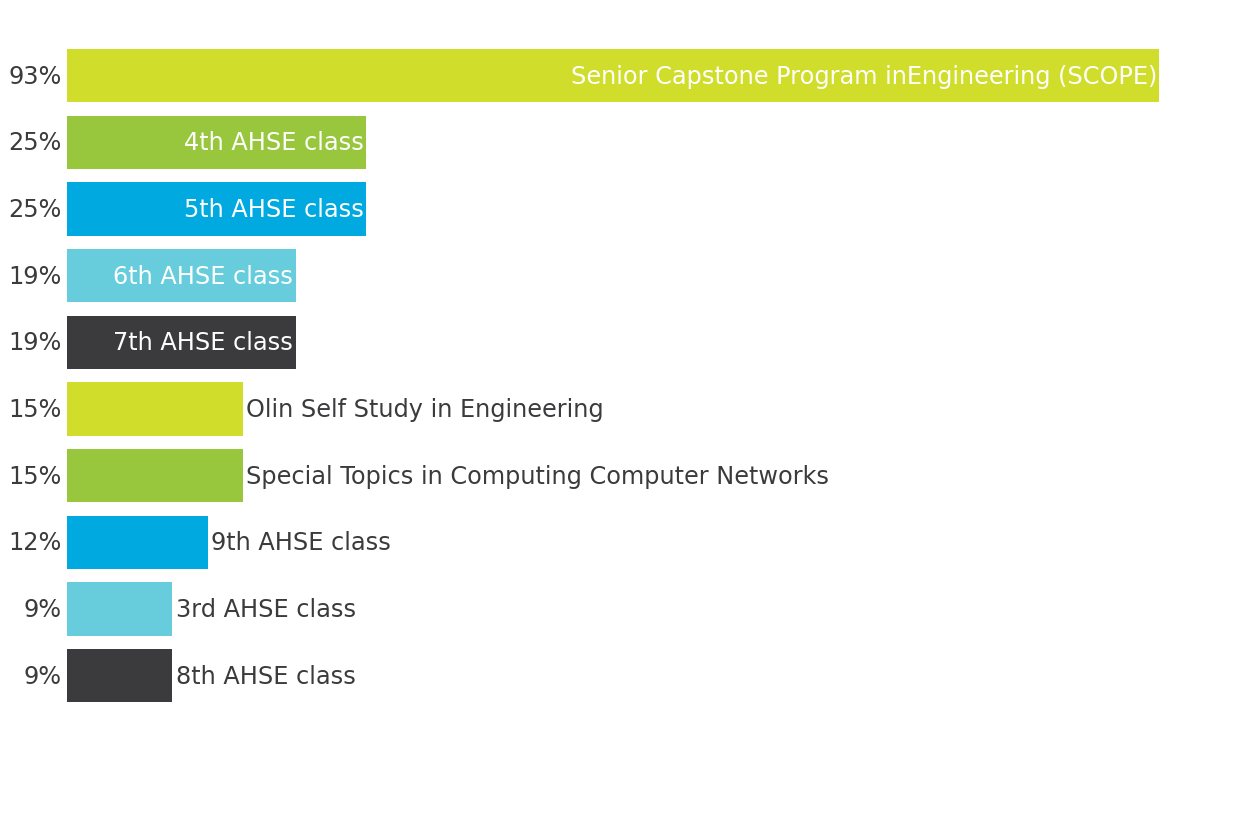 93% Senior Capstone Program inEngineering (SCOPE)
25% 4th AHSE class
25% 5th AHSE class
19% 6th AHSE class
19% 7th AHSE class
15% Olin Self Study in Engineering
15% Special Topics in Computing Computer Networks
12% 9th AHSE class
9% 3rd AHSE class
9% 8th AHSE class